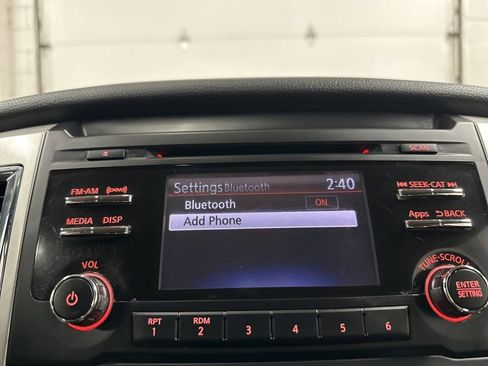 SCAN
FM-AM
MEDIA DISP
VOL
Settings Bluetooth 2:40
Bluetooth ON
Add Phone
SEEK-CAT
Apps BACK
TUNE·SCROLL
ENTER
SETTING
RPT RDM
1 2 3 4 5 6